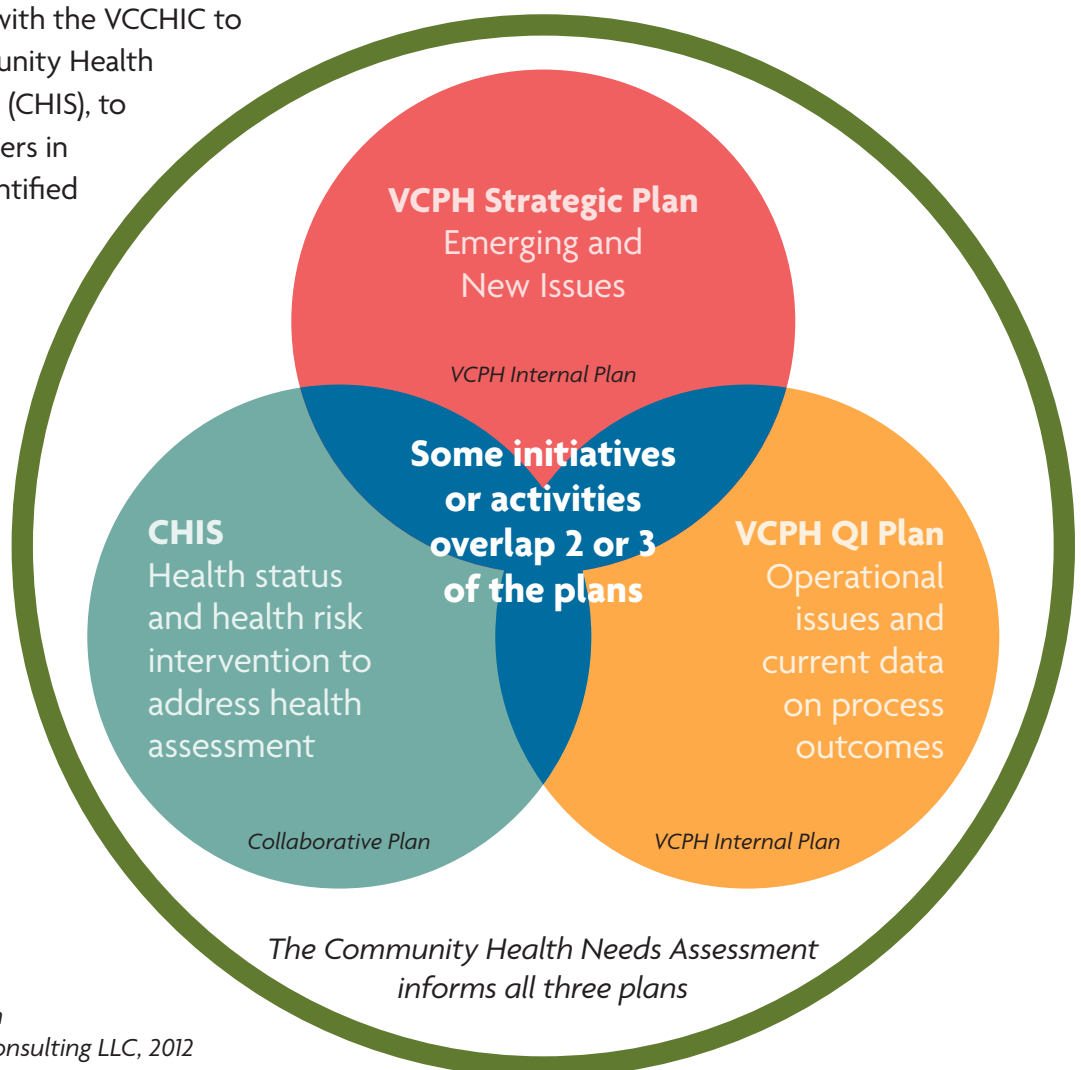 with the VCCHIC to
unity Health
(CHIS), to
ers in
ntified
VCPH Strategic Plan
Emerging and
New Issues
VCPH Internal Plan
Some initiatives
or activities
overlap 2 or 3
of the plans
CHIS
Health status
and health risk
intervention to
address health
assessment
Collaborative Plan
VCPH QI Plan
Operational
issues and
current data
on process
outcomes
VCPH Internal Plan
The Community Health Needs Assessment
informs all three plans
onsulting LLC, 2012